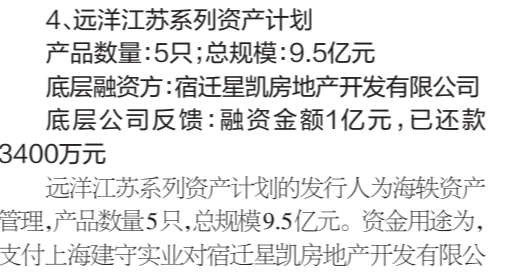 4、远洋江苏系列资产计划
产品数量:5只;总规模:9.5亿元
底层融资方:宿迁星凯房地产开发有限公司
底层公司反馈:融资金额1亿元,已还款
3400万元
远洋江苏系列资产计划的发行人为海轶资产
管理,产品数量5只,总规模9.5亿元。资金用途为,
支付上海建守实业对宿迁星凯房地产开发有限公